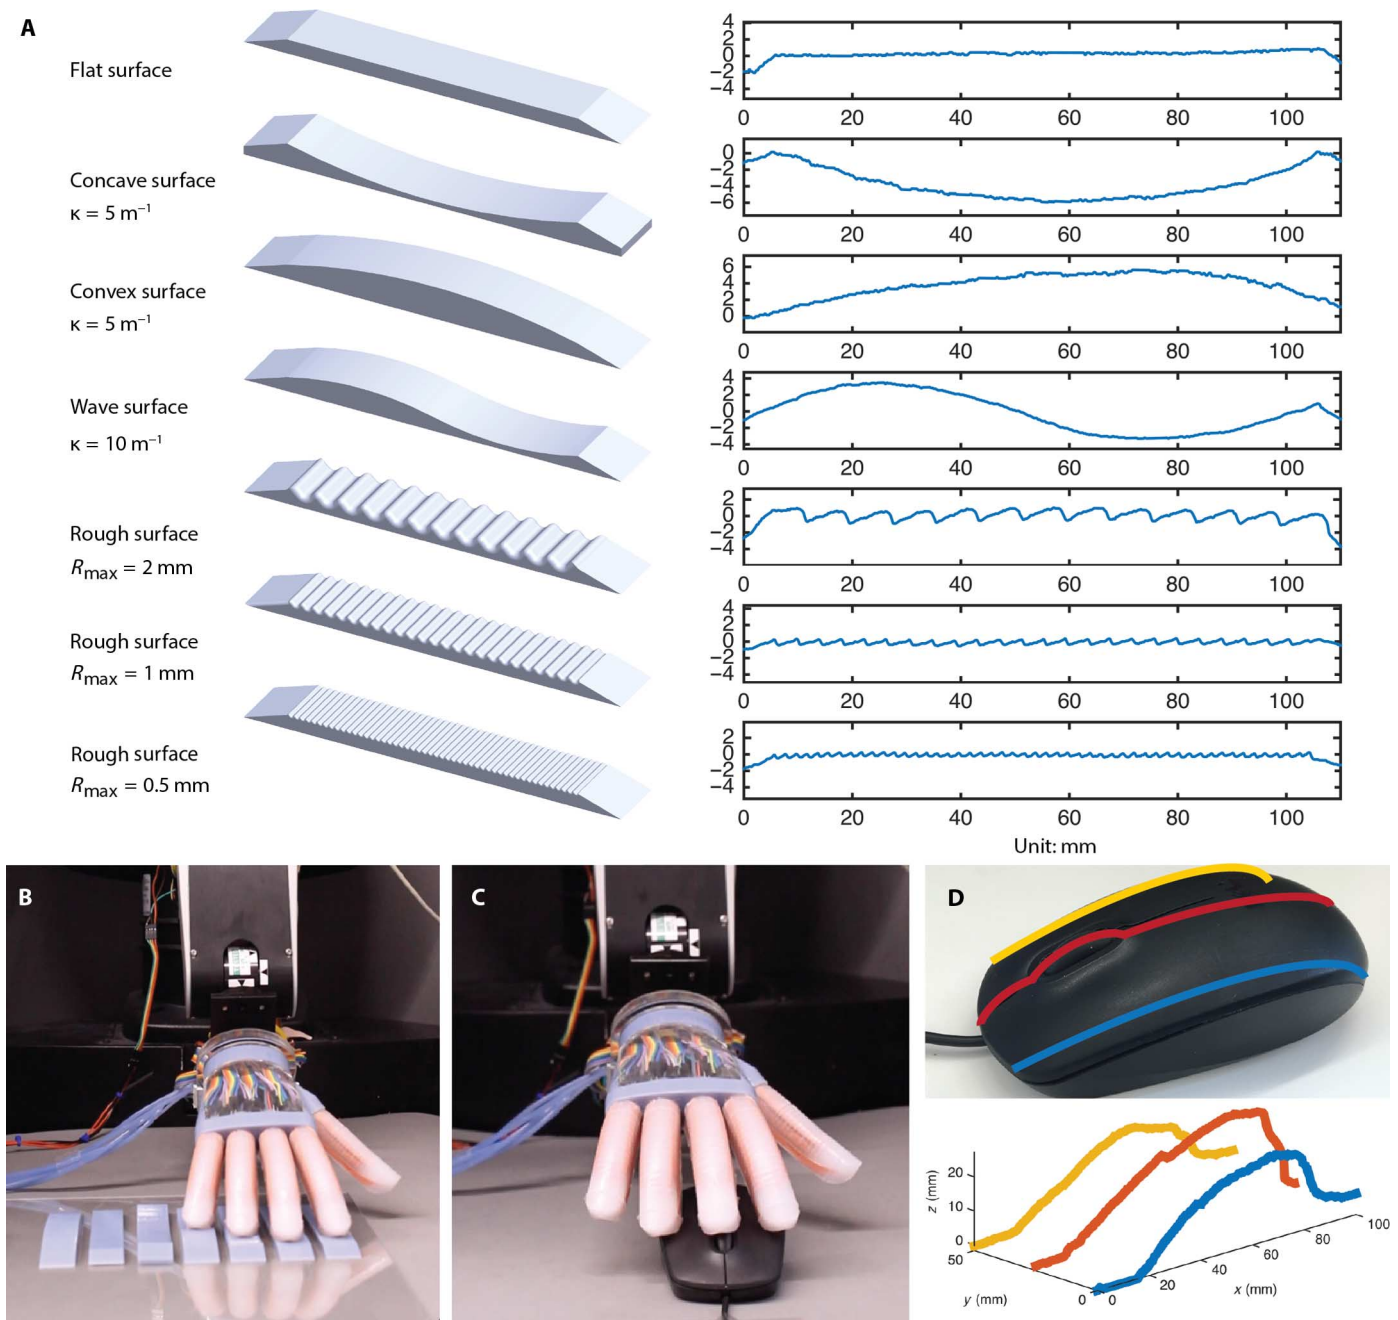 A
Flat surface
4
2
0
−2
−4
0 20 40 60 80 100
Concave surface
κ = 5 m⁻¹
0
−2
−4
−6
0 20 40 60 80 100
Convex surface
κ = 5 m⁻¹
6
4
2
0
0 20 40 60 80 100
Wave surface
κ = 10 m⁻¹
4
2
0
−2
−4
0 20 40 60 80 100
Rough surface
Rmax = 2 mm
2
0
−2
−4
0 20 40 60 80 100
Rough surface
Rmax = 1 mm
4
2
0
−2
−4
0 20 40 60 80 100
Rough surface
Rmax = 0.5 mm
2
0
−2
−4
0 20 40 60 80 100
Unit: mm
B
C
D
z (mm)
20
10
0
50
y (mm)
0
0 20 40 60 80 100
x (mm)